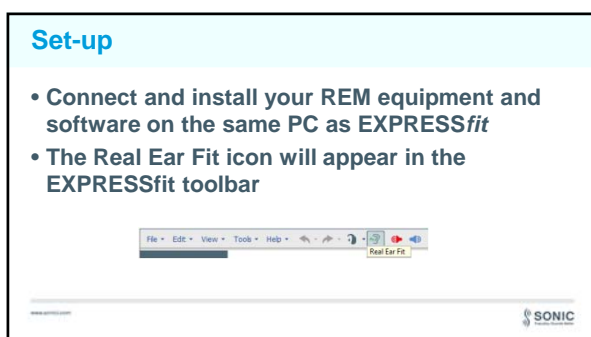 Set-up
• Connect and install your REM equipment and
software on the same PC as EXPRESSfit
• The Real Ear Fit icon will appear in the
EXPRESSfit toolbar
File Edit View Tools Help
Real Ear Fit
SONIC